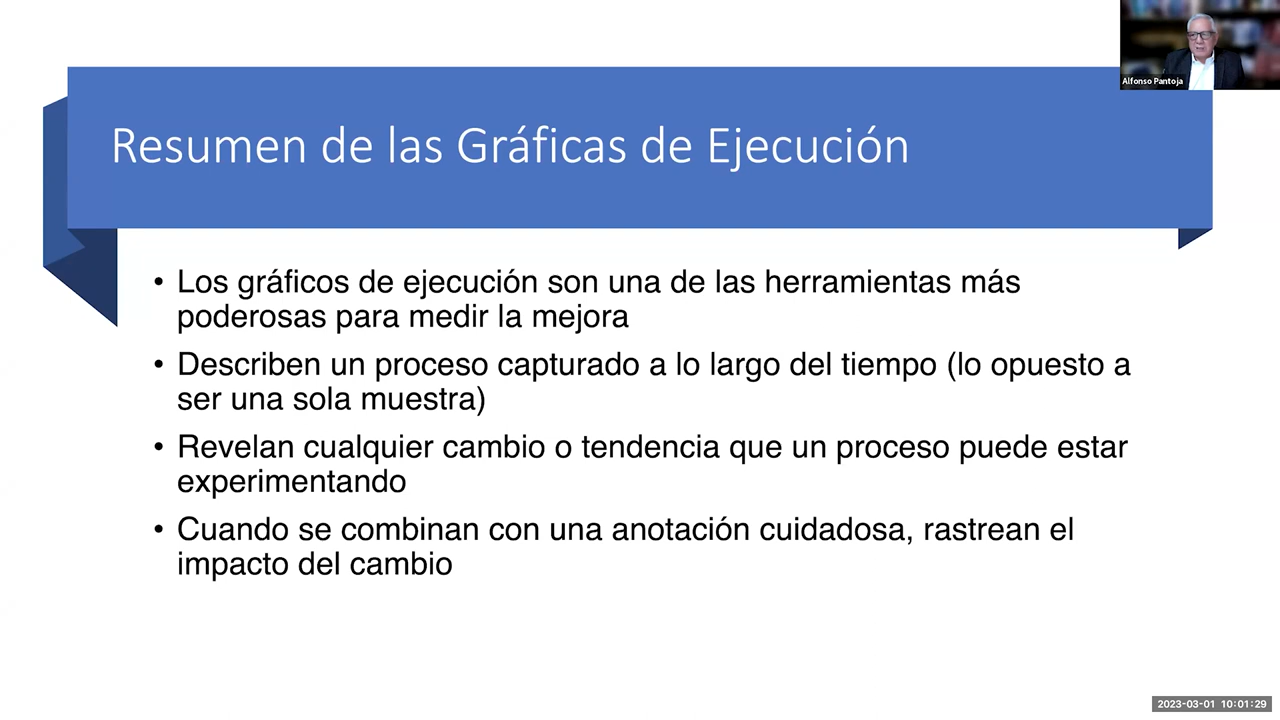 Alfonso Pantoja
Resumen de las Gráficas de Ejecución
• Los gráficos de ejecución son una de las herramientas más
poderosas para medir la mejora
• Describen un proceso capturado a lo largo del tiempo (lo opuesto a
ser una sola muestra)
• Revelan cualquier cambio o tendencia que un proceso puede estar
experimentando
• Cuando se combinan con una anotación cuidadosa, rastrean el
impacto del cambio
2023-03-01 10:01:29